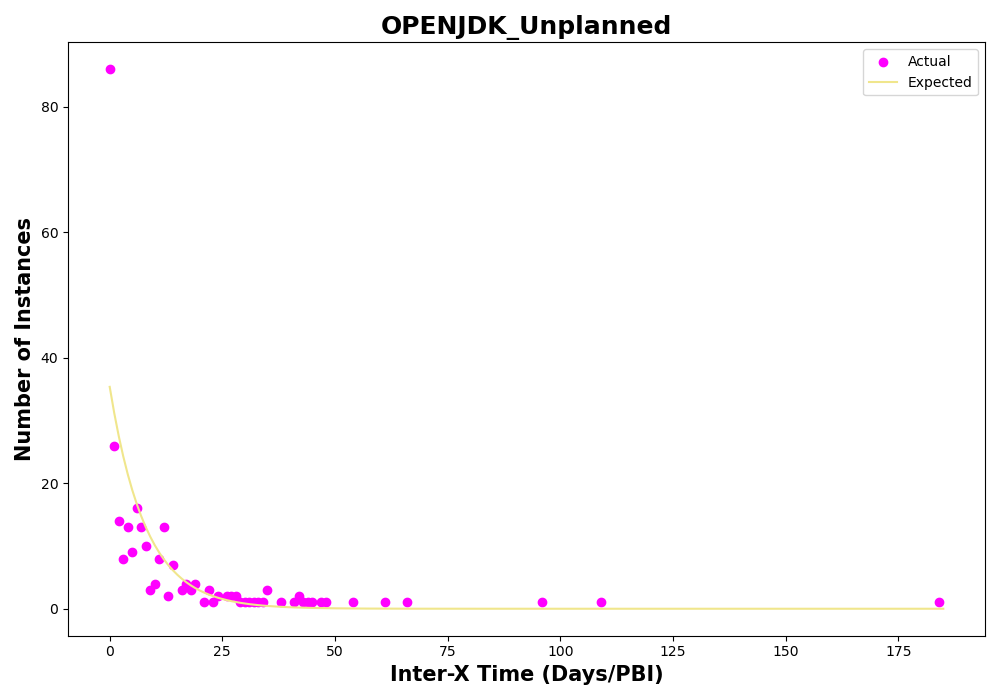 OPENJDK_Unplanned
Actual
Expected
Number of Instances
80
60
40
20
0
0
25
50
75
100
125
150
175
Inter-X Time (Days/PBI)